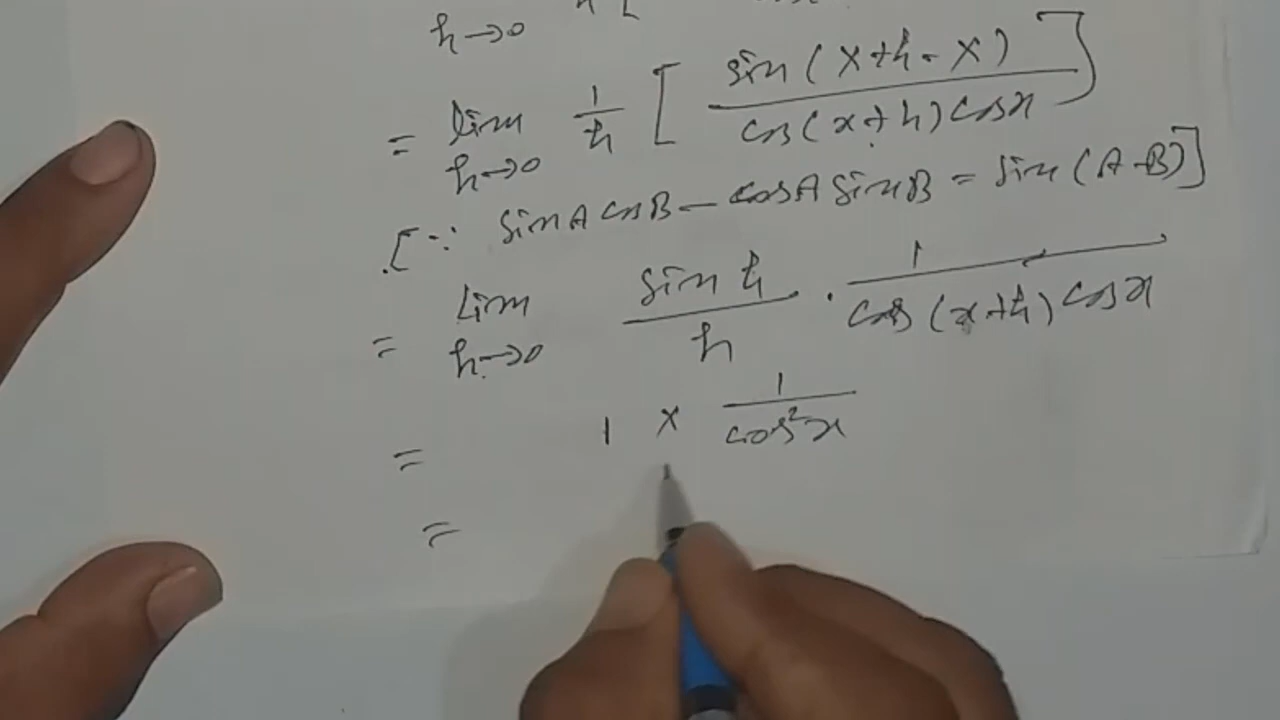 h→0
= lim h→0 1/h [ sin(x+h-x) / cos(x+h) cosx ]
[∵ sinA cosB - cosA sinB = sin(A-B)]
= lim h→0 sin h / h · 1 / cos(x+h) cosx
= 1 × 1 / cos²x
=